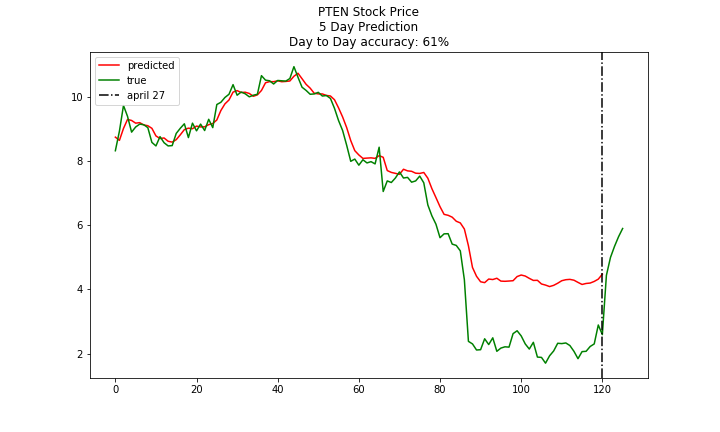 PTEN Stock Price
5 Day Prediction
Day to Day accuracy: 61%
predicted
true
april 27
10
8
6
4
2
0
20
40
60
80
100
120